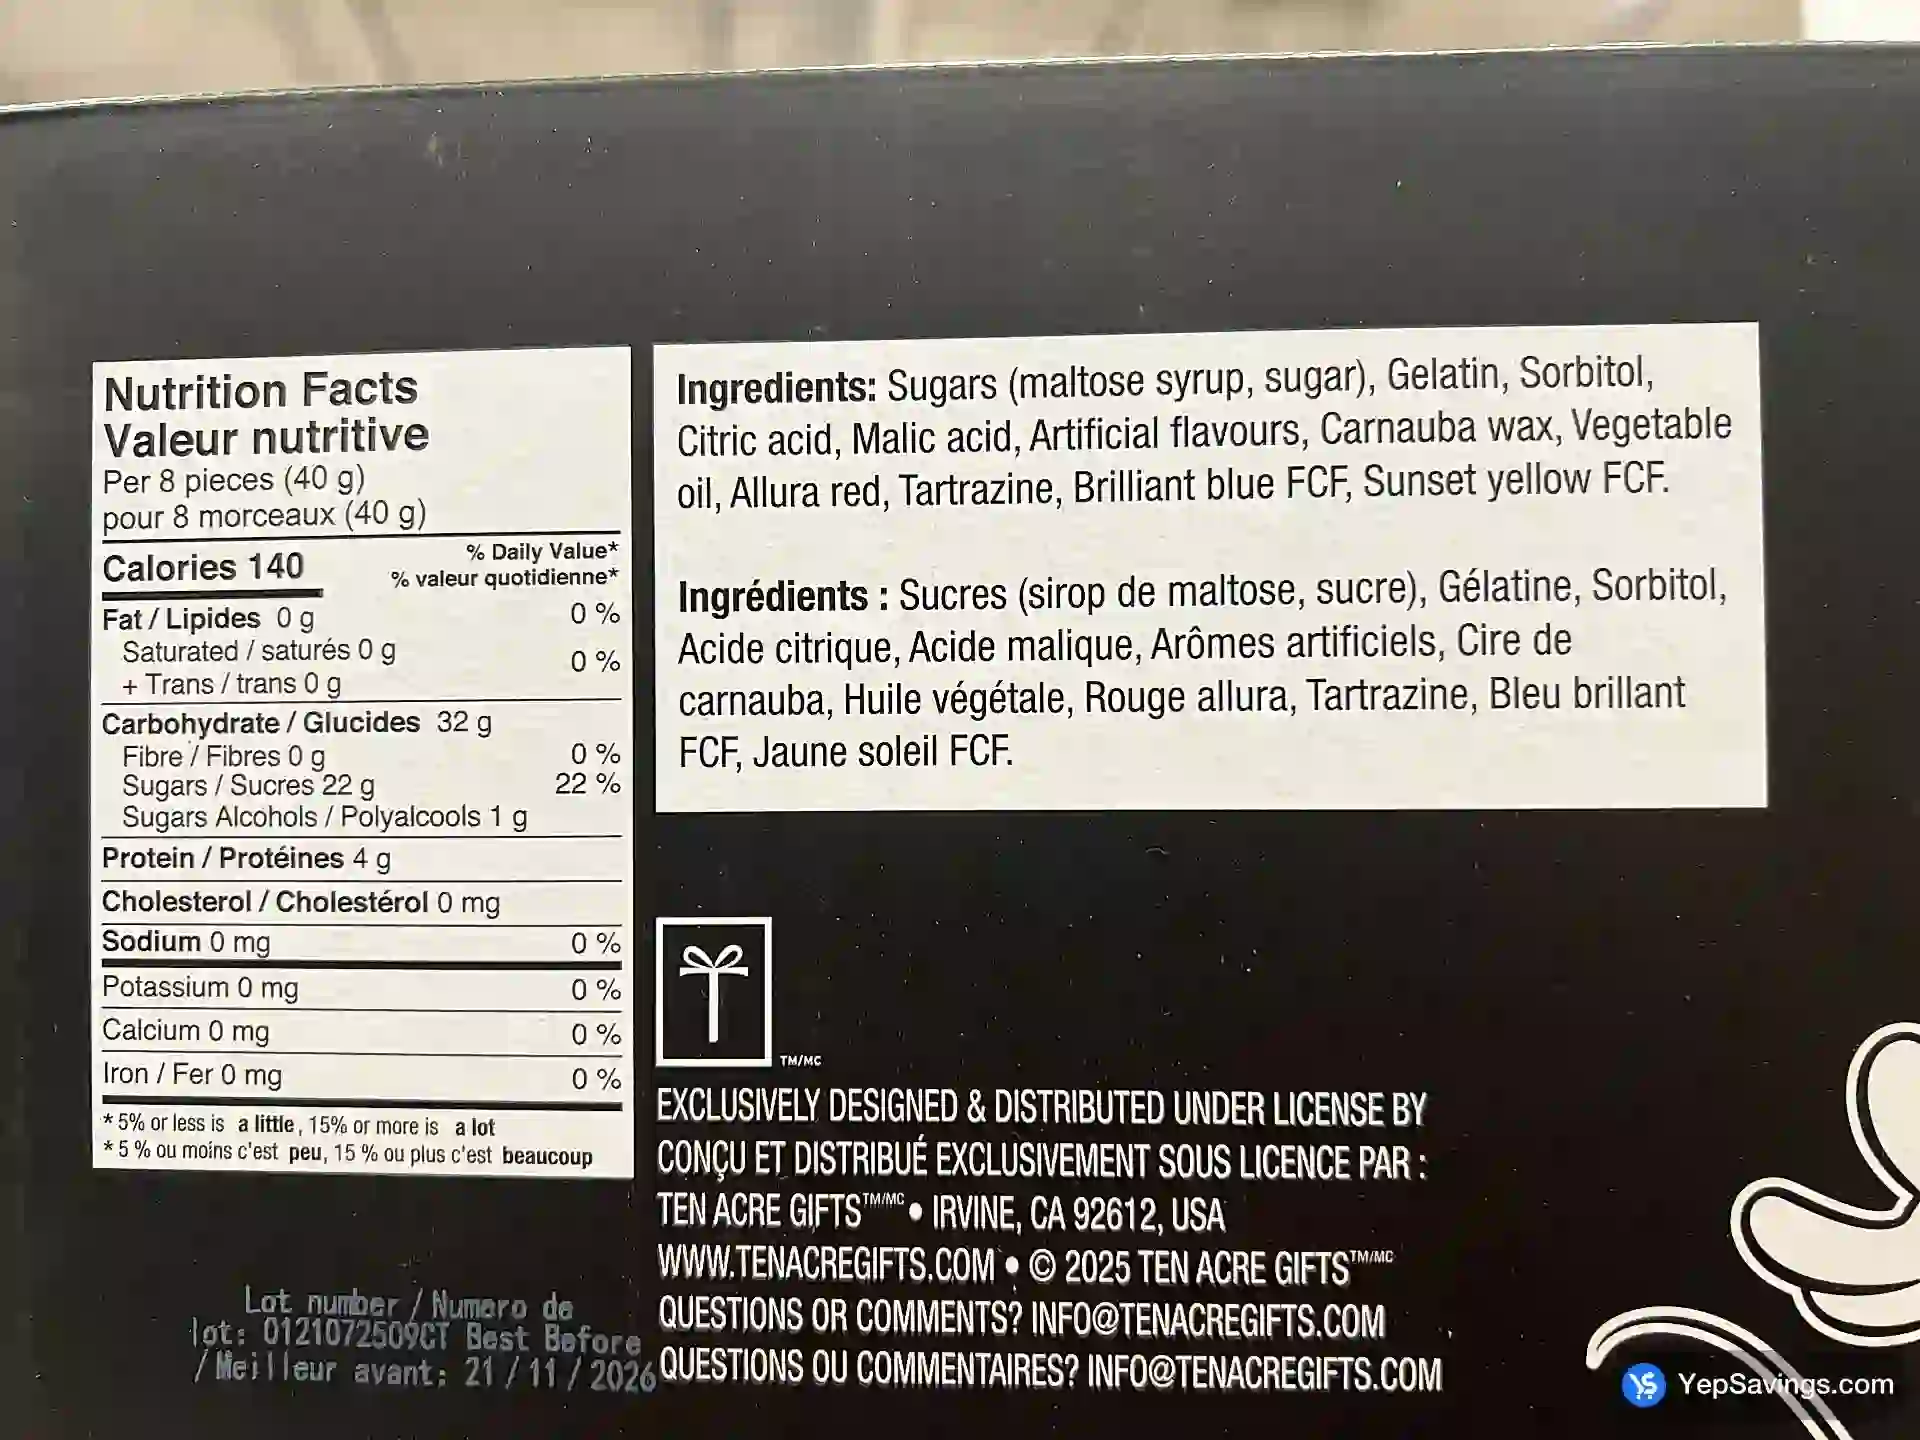 Nutrition Facts
Valeur nutritive
Per 8 pieces (40 g)
pour 8 morceaux (40 g)
Calories 140
% Daily Value*
% valeur quotidienne*
Fat / Lipides 0 g 0 %
Saturated / saturés 0 g
+ Trans / trans 0 g 0 %
Carbohydrate / Glucides 32 g
Fibre / Fibres 0 g 0 %
Sugars / Sucres 22 g 22 %
Sugars Alcohols / Polyalcools 1 g
Protein / Protéines 4 g
Cholesterol / Cholestérol 0 mg
Sodium 0 mg 0 %
Potassium 0 mg 0 %
Calcium 0 mg 0 %
Iron / Fer 0 mg 0 %
* 5% or less is a little, 15% or more is a lot
* 5 % ou moins c'est peu, 15 % ou plus c'est beaucoup
Lot number / Numero de
lot: 0121072509CT Best Before
/ Meilleur avant: 21 / 11 / 2026
Ingredients: Sugars (maltose syrup, sugar), Gelatin, Sorbitol,
Citric acid, Malic acid, Artificial flavours, Carnauba wax, Vegetable
oil, Allura red, Tartrazine, Brilliant blue FCF, Sunset yellow FCF.
Ingrédients : Sucres (sirop de maltose, sucre), Gélatine, Sorbitol,
Acide citrique, Acide malique, Arômes artificiels, Cire de
carnauba, Huile végétale, Rouge allura, Tartrazine, Bleu brillant
FCF, Jaune soleil FCF.
TM/MC
EXCLUSIVELY DESIGNED & DISTRIBUTED UNDER LICENSE BY
CONÇU ET DISTRIBUÉ EXCLUSIVEMENT SOUS LICENCE PAR :
TEN ACRE GIFTS™/MC • IRVINE, CA 92612, USA
WWW.TENACREGIFTS.COM • © 2025 TEN ACRE GIFTS™/MC
QUESTIONS OR COMMENTS? INFO@TENACREGIFTS.COM
QUESTIONS OU COMMENTAIRES? INFO@TENACREGIFTS.COM
YepSavings.com